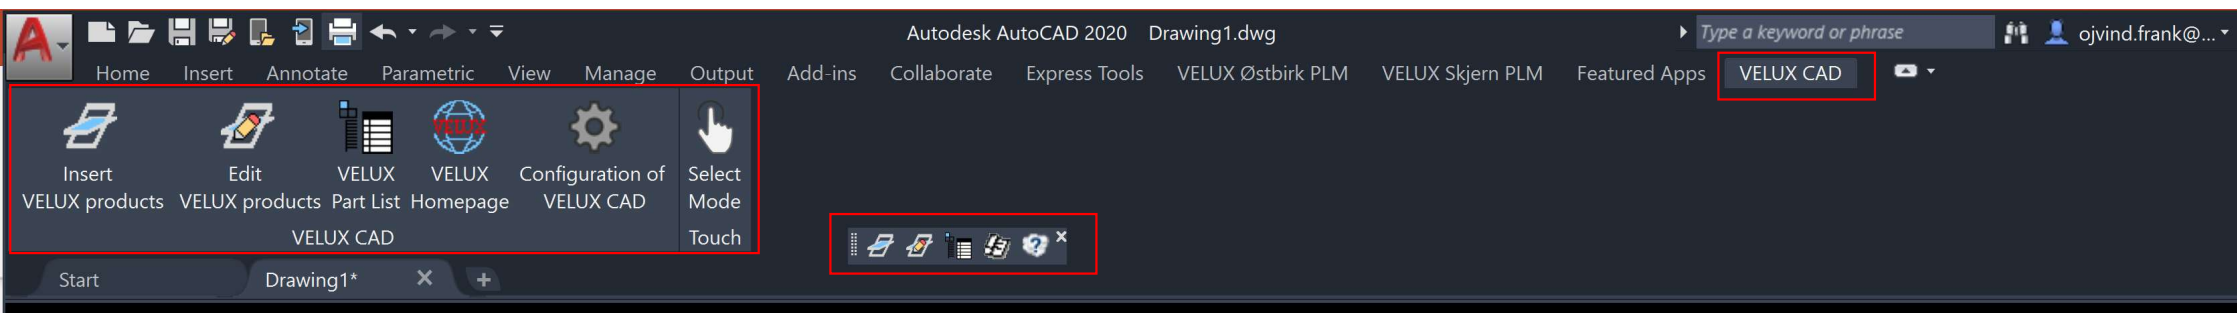 Autodesk AutoCAD 2020 Drawing1.dwg
Type a keyword or phrase
ojvind.frank@...
Home Insert Annotate Parametric View Manage Output Add-ins Collaborate Express Tools VELUX Østbirk PLM VELUX Skjern PLM Featured Apps VELUX CAD
VELUX
Insert
VELUX products
Edit
VELUX products
VELUX
Part List
VELUX
Homepage
Configuration of
VELUX CAD
Select
Mode
VELUX CAD
Touch
Start
Drawing1*